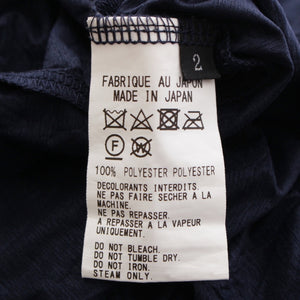 2
FABRIQUE AU JAPON
MADE IN JAPAN
F
W
100% POLYESTER POLYESTER
DECOLORANTS INTERDITS.
NE PAS FAIRE SECHER A LA
MACHINE.
NE PAS REPASSER.
A REPASSER A LA VAPEUR
UNIQUEMENT.
DO NOT BLEACH.
DO NOT TUMBLE DRY.
DO NOT IRON.
STEAM ONLY.